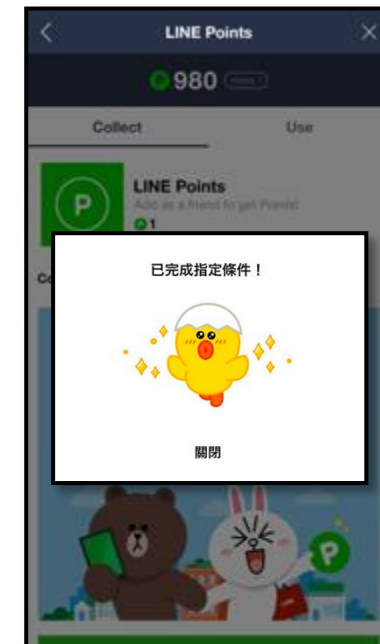 LINE Points
P 980
Collect
Use
P
LINE Points
Add as a friend to get Points!
P 1
Co
已完成指定條件！
關閉
P